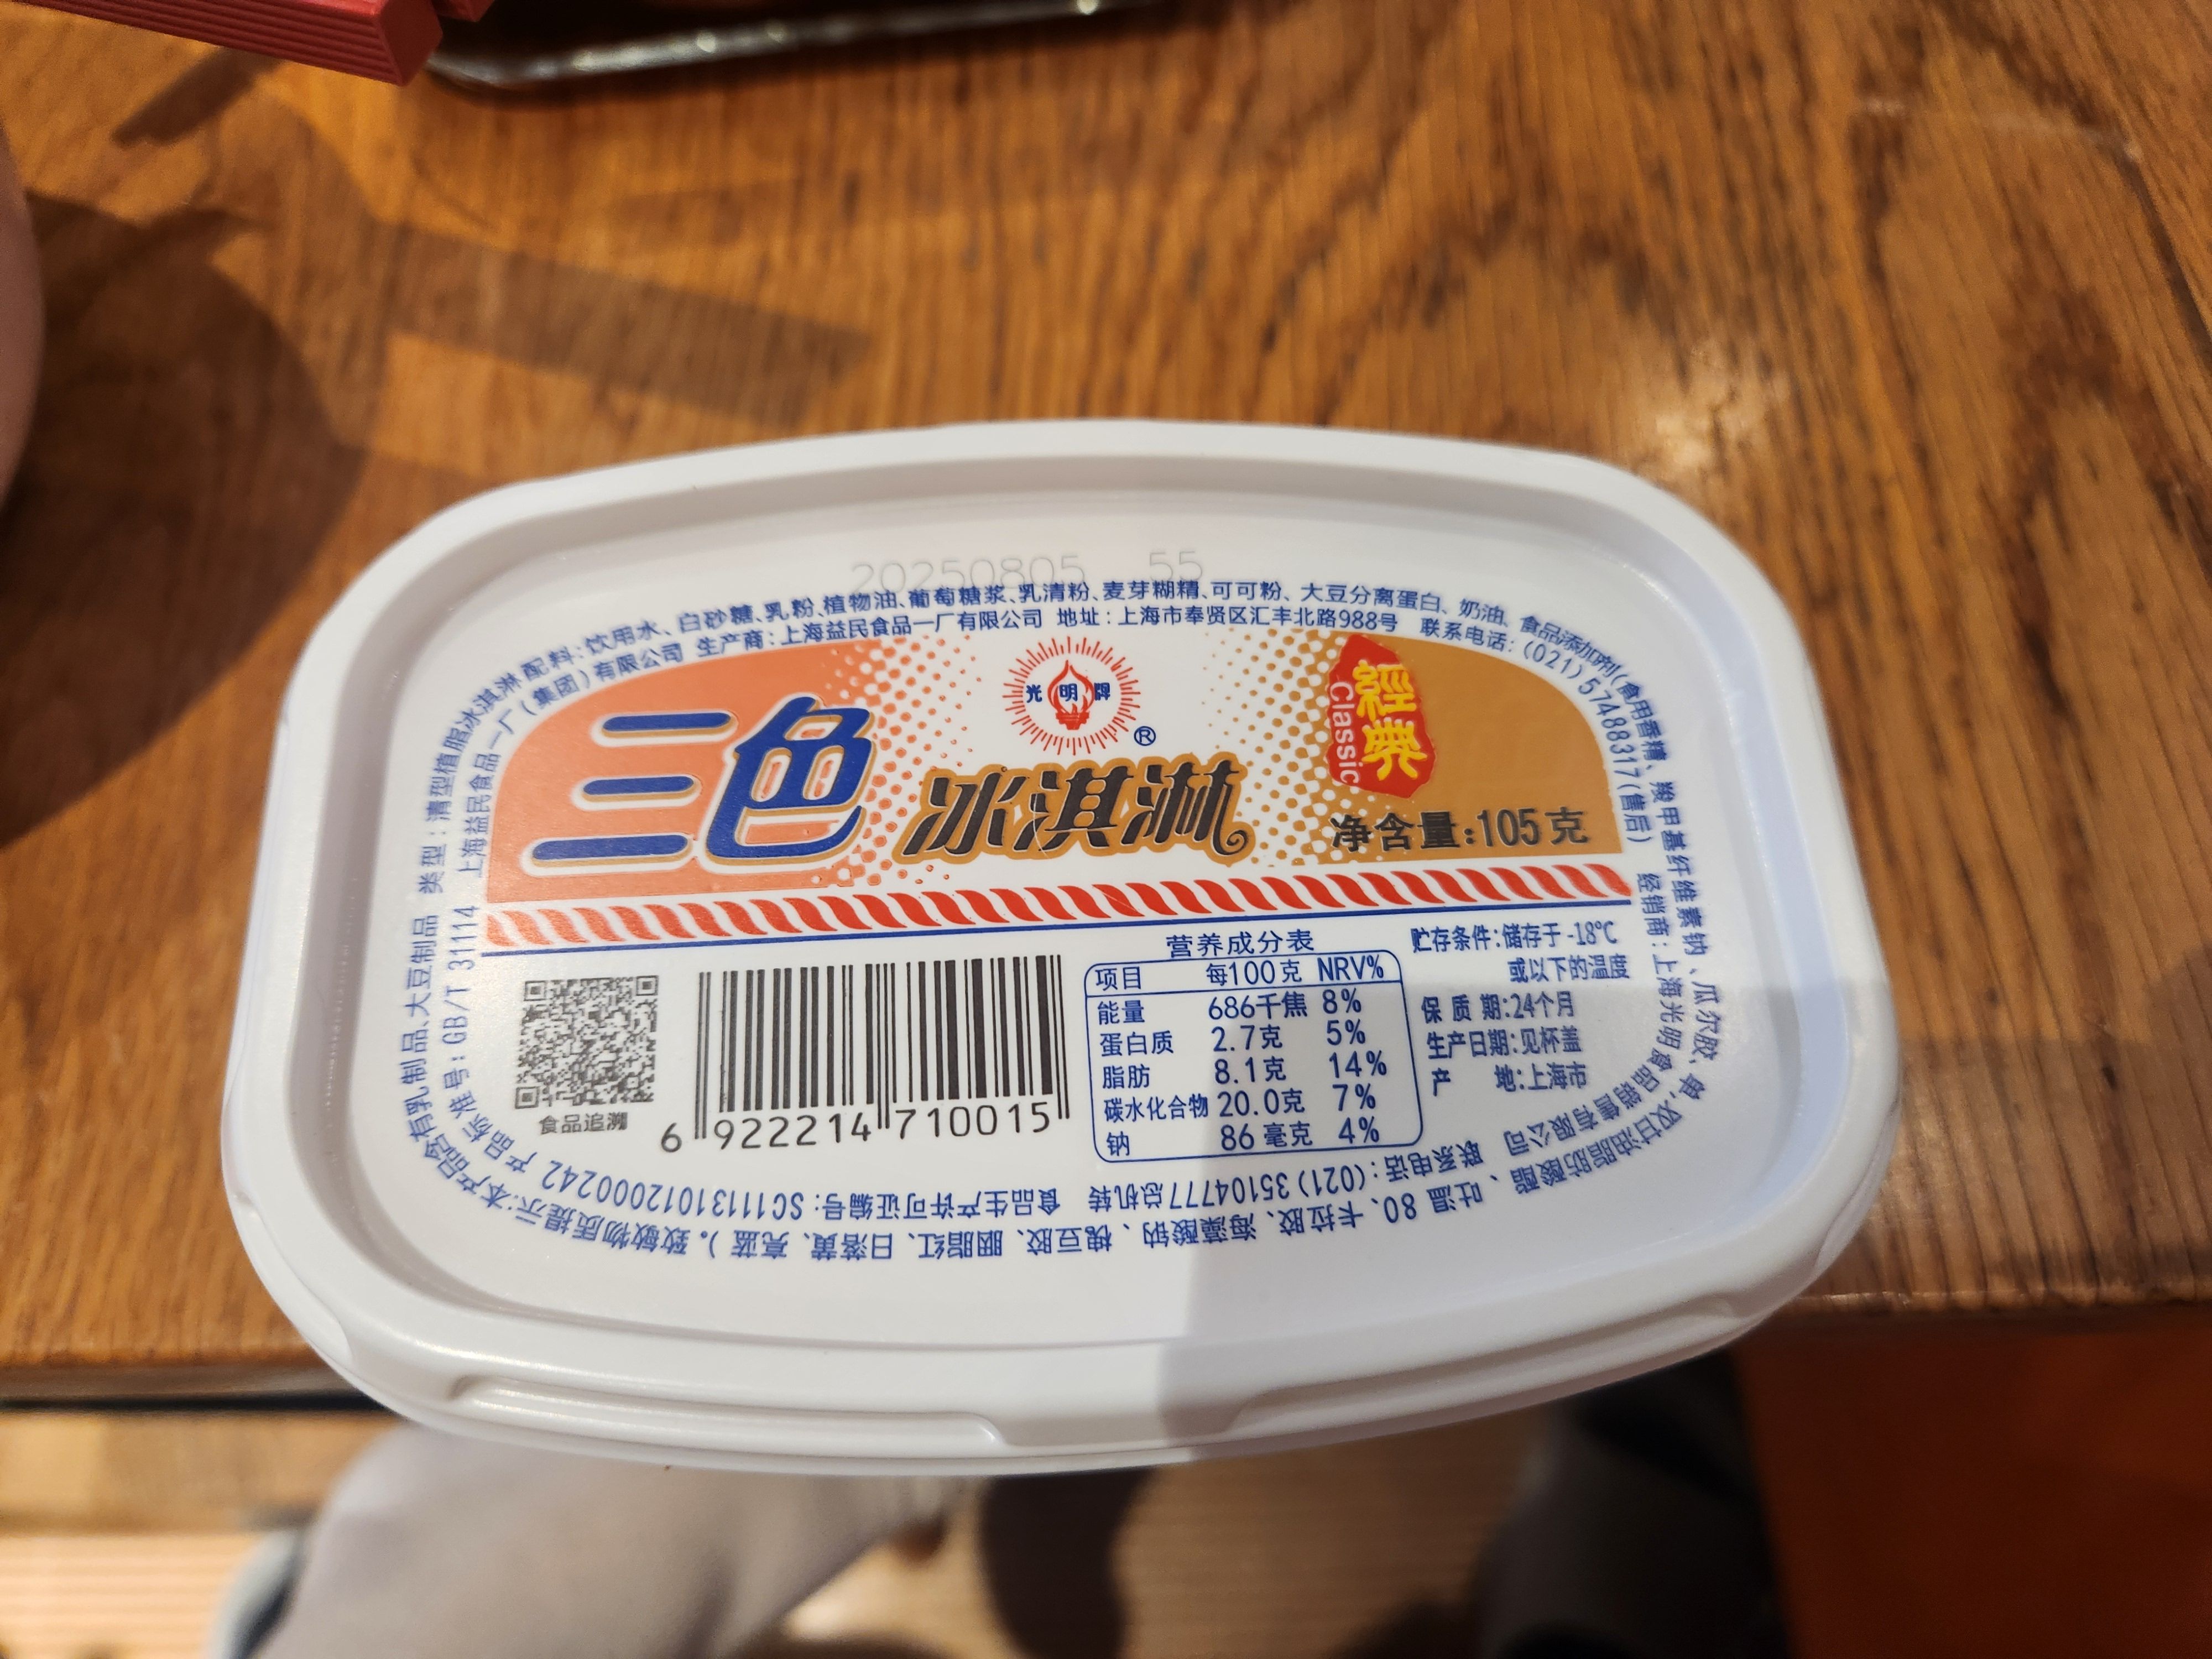 20250805 55
类型:清型植脂冰淇淋 配料:饮用水、白砂糖、乳粉、植物油、葡萄糖浆、乳清粉、麦芽糊精、可可粉、大豆分离蛋白、奶油、食品添加剂(食用香精、羧甲基纤维素钠、瓜尔胶、单,双甘油脂肪酸酯、吐温80、卡拉胶、海藻酸钠、槐豆胶、胭脂红、日落黄、亮蓝)。致敏物质提示:本产品含有乳制品、大豆制品
上海益民食品一厂(集团)有限公司 生产商:上海益民食品一厂有限公司 地址:上海市奉贤区汇丰北路988号 联系电话:(021)57488317(售后) 经销商:上海光明食品销售有限公司 联系电话:(021)35104777总机转 食品生产许可证编号:SC11131012000242 产品标准号:GB/T 31114
光明牌
®
經典
Classic
三色
冰淇淋
净含量:105克
食品追溯
6 922214 710015
营养成分表
项目 每100克 NRV%
能量 686千焦 8%
蛋白质 2.7克 5%
脂肪 8.1克 14%
碳水化合物 20.0克 7%
钠 86毫克 4%
贮存条件:储存于-18℃
或以下的温度
保质期:24个月
生产日期:见杯盖
产地:上海市